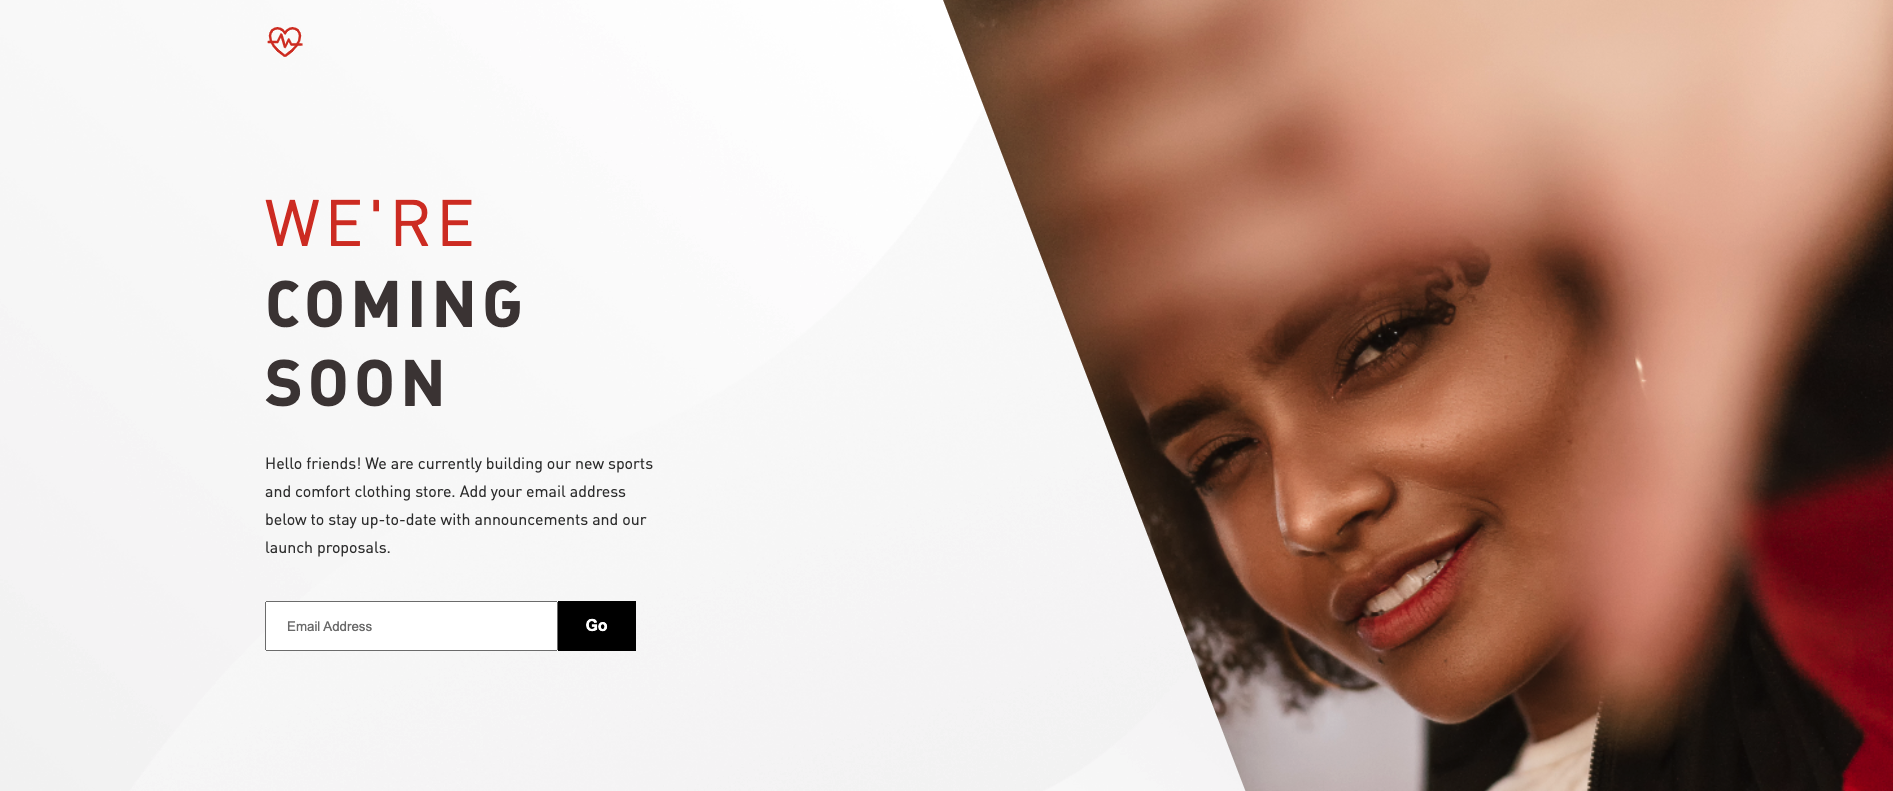 WE'RE
COMING
SOON
Hello friends! We are currently building our new sports
and comfort clothing store. Add your email address
below to stay up-to-date with announcements and our
launch proposals.
Email Address
Go